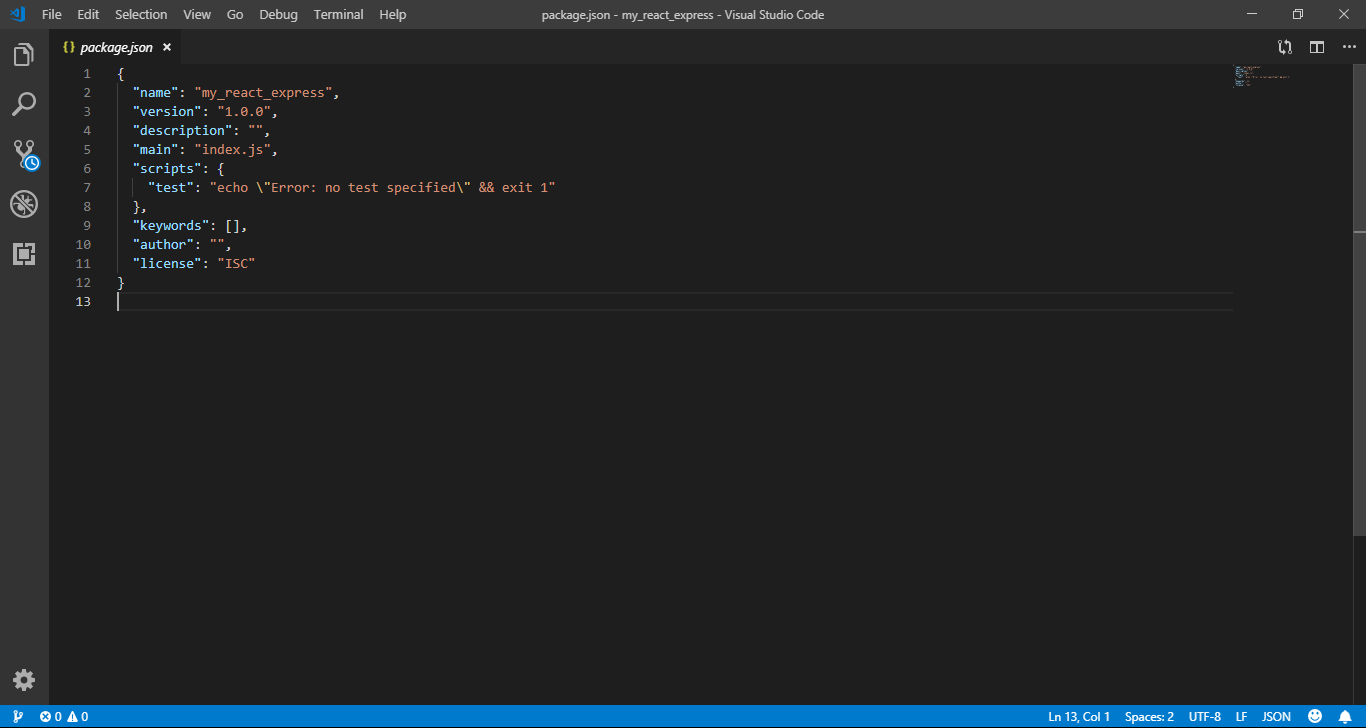 File Edit Selection View Go Debug Terminal Help package.json - my_react_express - Visual Studio Code
{} package.json ×
1 {
2 "name": "my_react_express",
3 "version": "1.0.0",
4 "description": "",
5 "main": "index.js",
6 "scripts": {
7 "test": "echo \"Error: no test specified\" && exit 1"
8 },
9 "keywords": [],
10 "author": "",
11 "license": "ISC"
12 }
13
0 0 Ln 13, Col 1 Spaces: 2 UTF-8 LF JSON